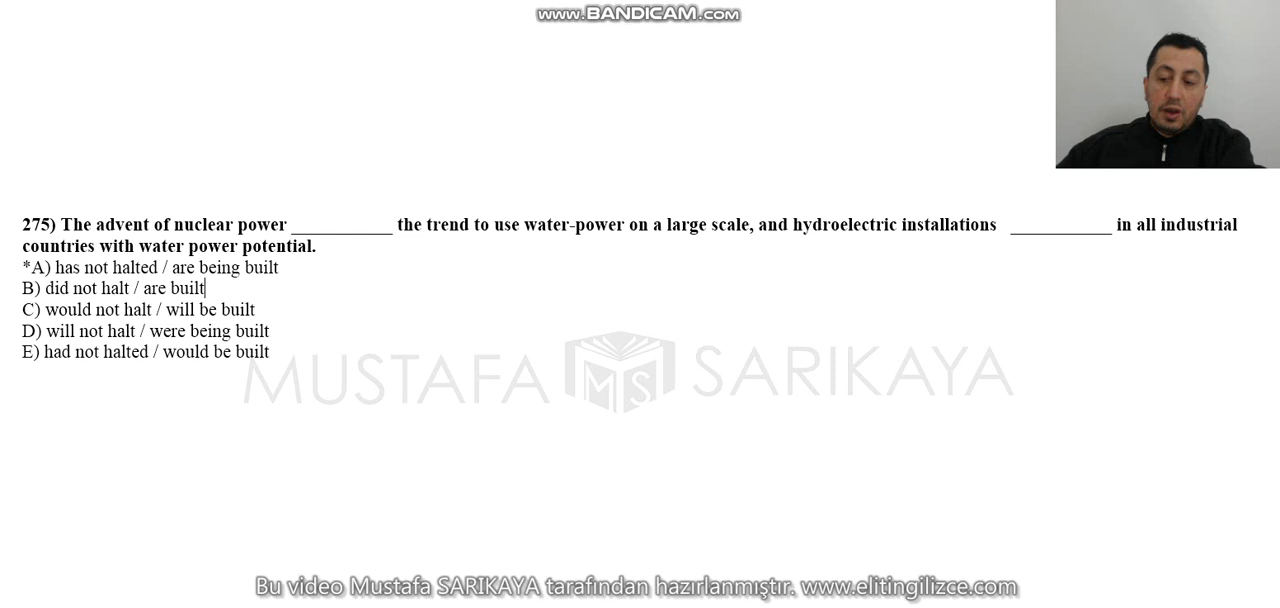 www.BANDICAM.COM
275) The advent of nuclear power ___________ the trend to use water-power on a large scale, and hydroelectric installations ___________ in all industrial
countries with water power potential.
*A) has not halted / are being built
B) did not halt / are built
C) would not halt / will be built
D) will not halt / were being built
E) had not halted / would be built
MUSTAFA MS SARIKAYA
Bu video Mustafa SARIKAYA tarafından hazırlanmıştır. www.elitingilizce.com